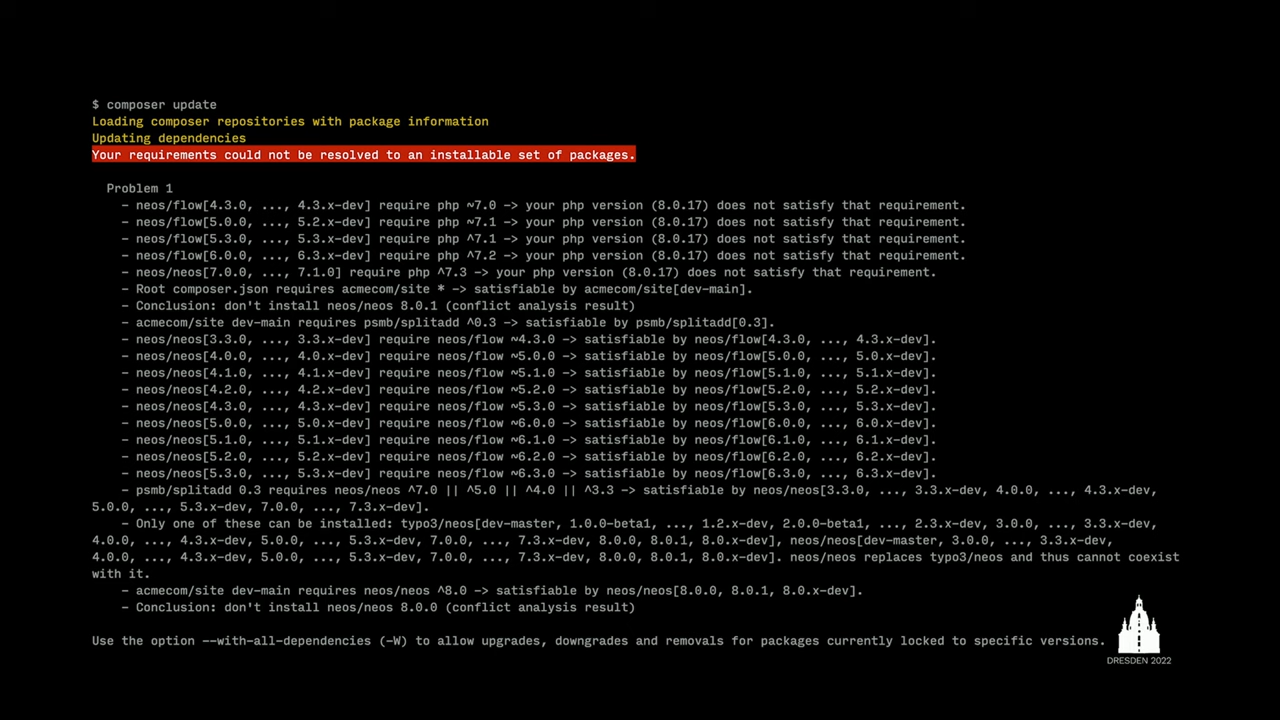 $ composer update
Loading composer repositories with package information
Updating dependencies
Your requirements could not be resolved to an installable set of packages.
Problem 1
- neos/flow[4.3.0, ..., 4.3.x-dev] require php ~7.0 -> your php version (8.0.17) does not satisfy that requirement.
- neos/flow[5.0.0, ..., 5.2.x-dev] require php ~7.1 -> your php version (8.0.17) does not satisfy that requirement.
- neos/flow[5.3.0, ..., 5.3.x-dev] require php ^7.1 -> your php version (8.0.17) does not satisfy that requirement.
- neos/flow[6.0.0, ..., 6.3.x-dev] require php ^7.2 -> your php version (8.0.17) does not satisfy that requirement.
- neos/neos[7.0.0, ..., 7.1.0] require php ^7.3 -> your php version (8.0.17) does not satisfy that requirement.
- Root composer.json requires acmecom/site * -> satisfiable by acmecom/site[dev-main].
- Conclusion: don't install neos/neos 8.0.1 (conflict analysis result)
- acmecom/site dev-main requires psmb/splitadd ^0.3 -> satisfiable by psmb/splitadd[0.3].
- neos/neos[3.3.0, ..., 3.3.x-dev] require neos/flow ~4.3.0 -> satisfiable by neos/flow[4.3.0, ..., 4.3.x-dev].
- neos/neos[4.0.0, ..., 4.0.x-dev] require neos/flow ~5.0.0 -> satisfiable by neos/flow[5.0.0, ..., 5.0.x-dev].
- neos/neos[4.1.0, ..., 4.1.x-dev] require neos/flow ~5.1.0 -> satisfiable by neos/flow[5.1.0, ..., 5.1.x-dev].
- neos/neos[4.2.0, ..., 4.2.x-dev] require neos/flow ~5.2.0 -> satisfiable by neos/flow[5.2.0, ..., 5.2.x-dev].
- neos/neos[4.3.0, ..., 4.3.x-dev] require neos/flow ~5.3.0 -> satisfiable by neos/flow[5.3.0, ..., 5.3.x-dev].
- neos/neos[5.0.0, ..., 5.0.x-dev] require neos/flow ~6.0.0 -> satisfiable by neos/flow[6.0.0, ..., 6.0.x-dev].
- neos/neos[5.1.0, ..., 5.1.x-dev] require neos/flow ~6.1.0 -> satisfiable by neos/flow[6.1.0, ..., 6.1.x-dev].
- neos/neos[5.2.0, ..., 5.2.x-dev] require neos/flow ~6.2.0 -> satisfiable by neos/flow[6.2.0, ..., 6.2.x-dev].
- neos/neos[5.3.0, ..., 5.3.x-dev] require neos/flow ~6.3.0 -> satisfiable by neos/flow[6.3.0, ..., 6.3.x-dev].
- psmb/splitadd 0.3 requires neos/neos ^7.0 || ^5.0 || ^4.0 || ^3.3 -> satisfiable by neos/neos[3.3.0, ..., 3.3.x-dev, 4.0.0, ..., 4.3.x-dev,
5.0.0, ..., 5.3.x-dev, 7.0.0, ..., 7.3.x-dev].
- Only one of these can be installed: typo3/neos[dev-master, 1.0.0-beta1, ..., 1.2.x-dev, 2.0.0-beta1, ..., 2.3.x-dev, 3.0.0, ..., 3.3.x-dev,
4.0.0, ..., 4.3.x-dev, 5.0.0, ..., 5.3.x-dev, 7.0.0, ..., 7.3.x-dev, 8.0.0, 8.0.1, 8.0.x-dev], neos/neos[dev-master, 3.0.0, ..., 3.3.x-dev,
4.0.0, ..., 4.3.x-dev, 5.0.0, ..., 5.3.x-dev, 7.0.0, ..., 7.3.x-dev, 8.0.0, 8.0.1, 8.0.x-dev]. neos/neos replaces typo3/neos and thus cannot coexist
with it.
- acmecom/site dev-main requires neos/neos ^8.0 -> satisfiable by neos/neos[8.0.0, 8.0.1, 8.0.x-dev].
- Conclusion: don't install neos/neos 8.0.0 (conflict analysis result)
Use the option --with-all-dependencies (-W) to allow upgrades, downgrades and removals for packages currently locked to specific versions.
DRESDEN 2022